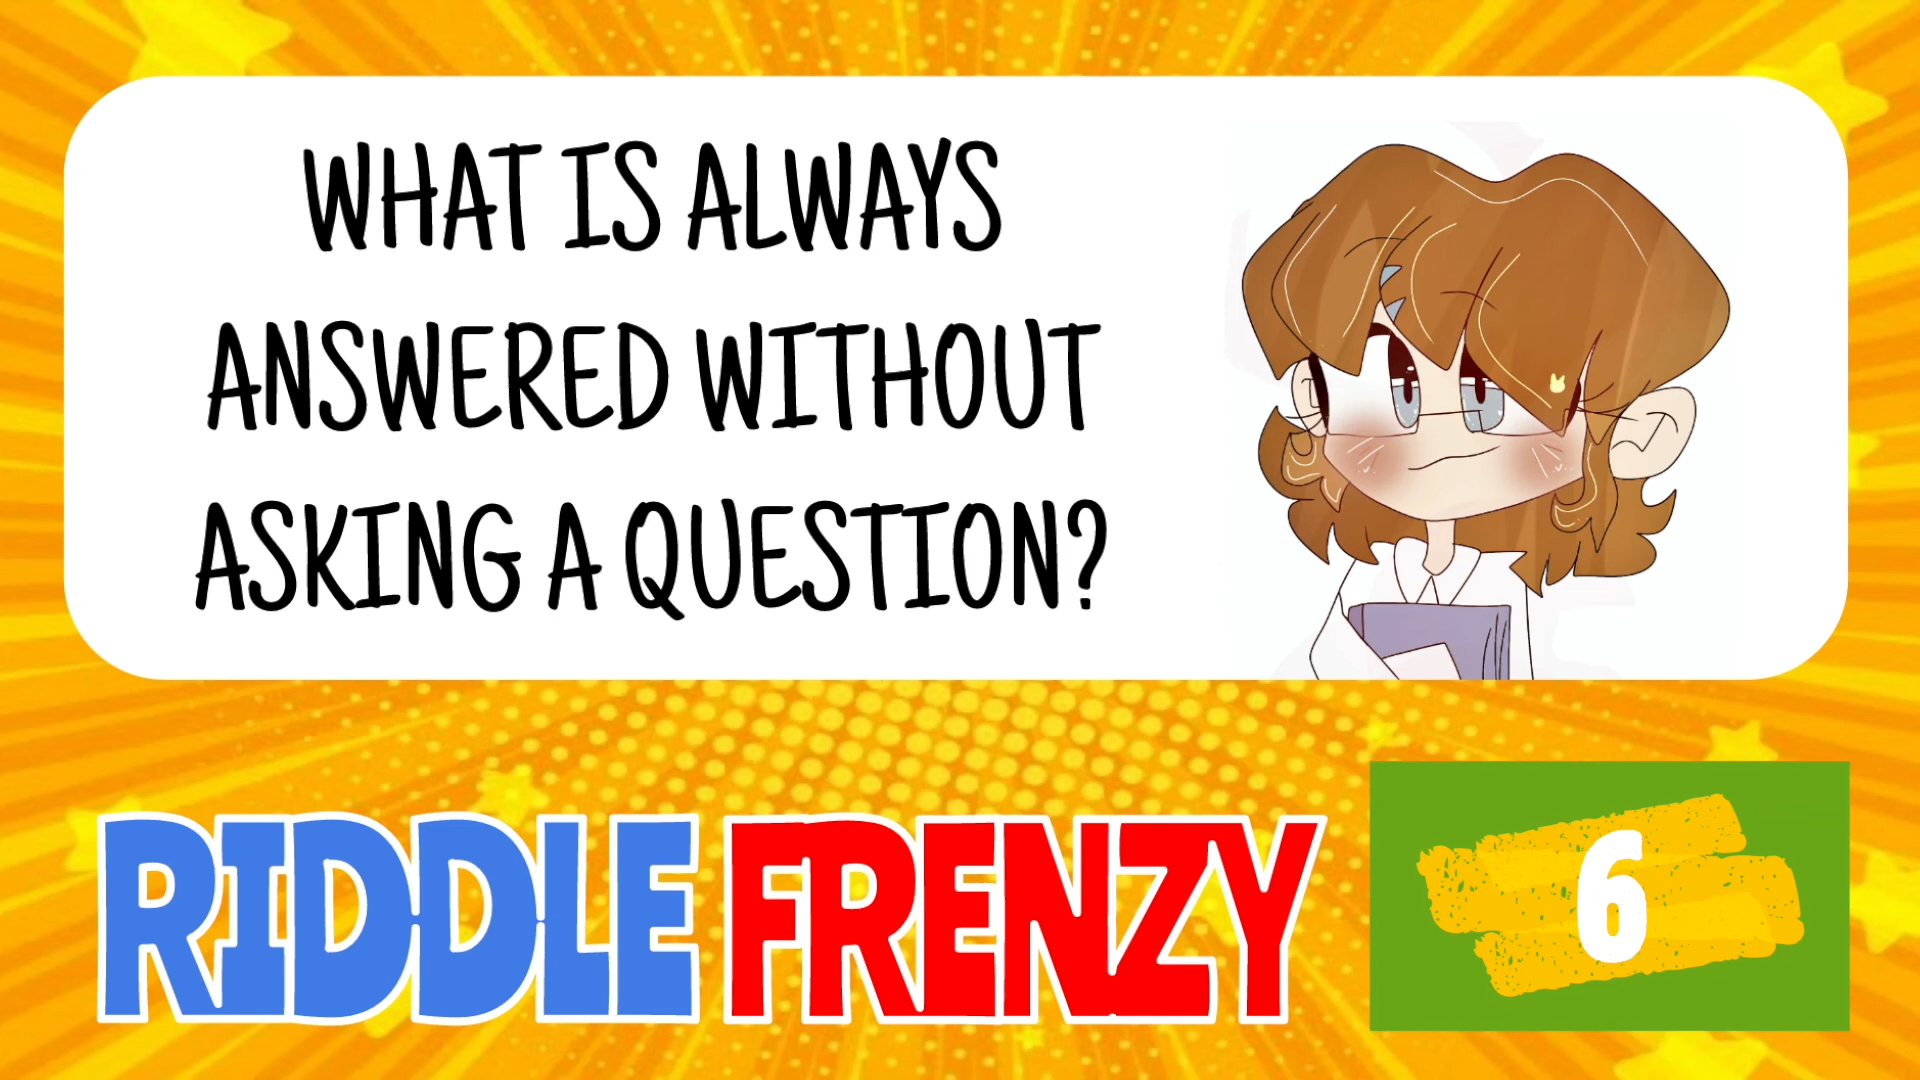 WHAT IS ALWAYS
ANSWERED WITHOUT
ASKING A QUESTION?
RIDDLE FRENZY
6